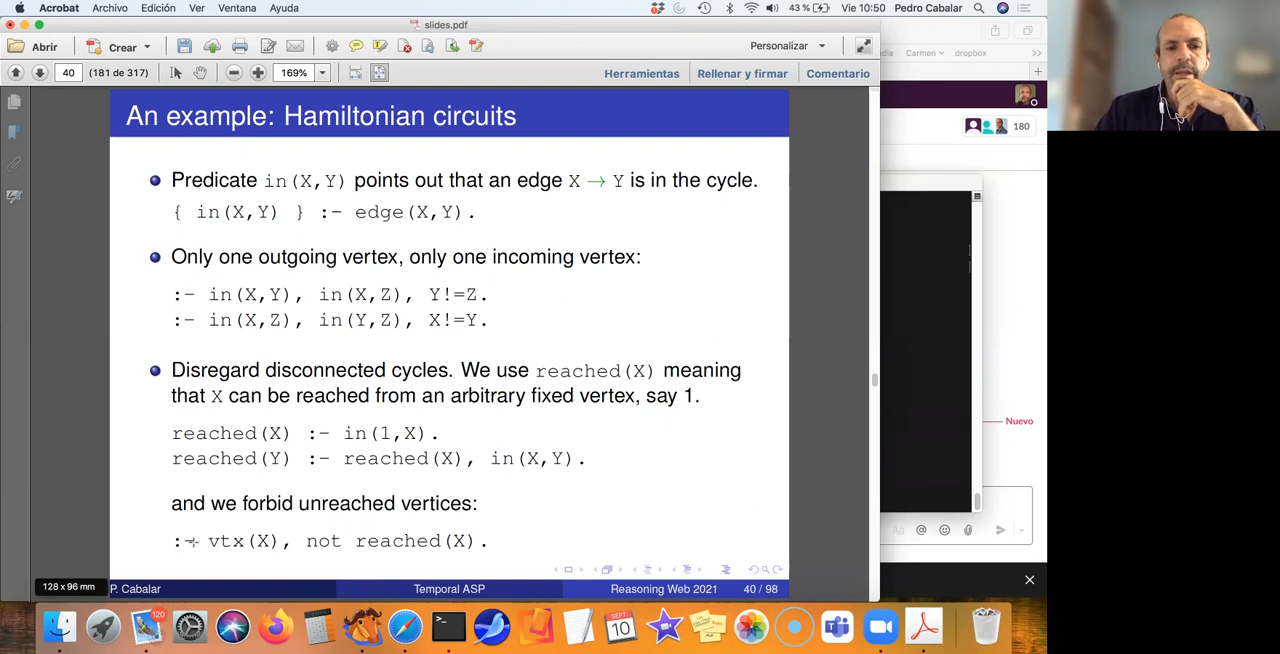 Acrobat Archivo Edición Ver Ventana Ayuda 43 % Vie 10:50 Pedro Cabalar
slides.pdf
Abrir Crear Personalizar
40 (181 de 317) 169% Herramientas Rellenar y firmar Comentario
Carmen dropbox
180
An example: Hamiltonian circuits
Predicate in(X,Y) points out that an edge X → Y is in the cycle.
{ in(X,Y) } :- edge(X,Y).
Only one outgoing vertex, only one incoming vertex:
:- in(X,Y), in(X,Z), Y!=Z.
:- in(X,Z), in(Y,Z), X!=Y.
Disregard disconnected cycles. We use reached(X) meaning
that X can be reached from an arbitrary fixed vertex, say 1.
reached(X) :- in(1,X).
reached(Y) :- reached(X), in(X,Y).
and we forbid unreached vertices:
:- vtx(X), not reached(X).
Nuevo
Aa @
128 x 96 mm
P. Cabalar Temporal ASP Reasoning Web 2021 40 / 98
120
SEPT
10